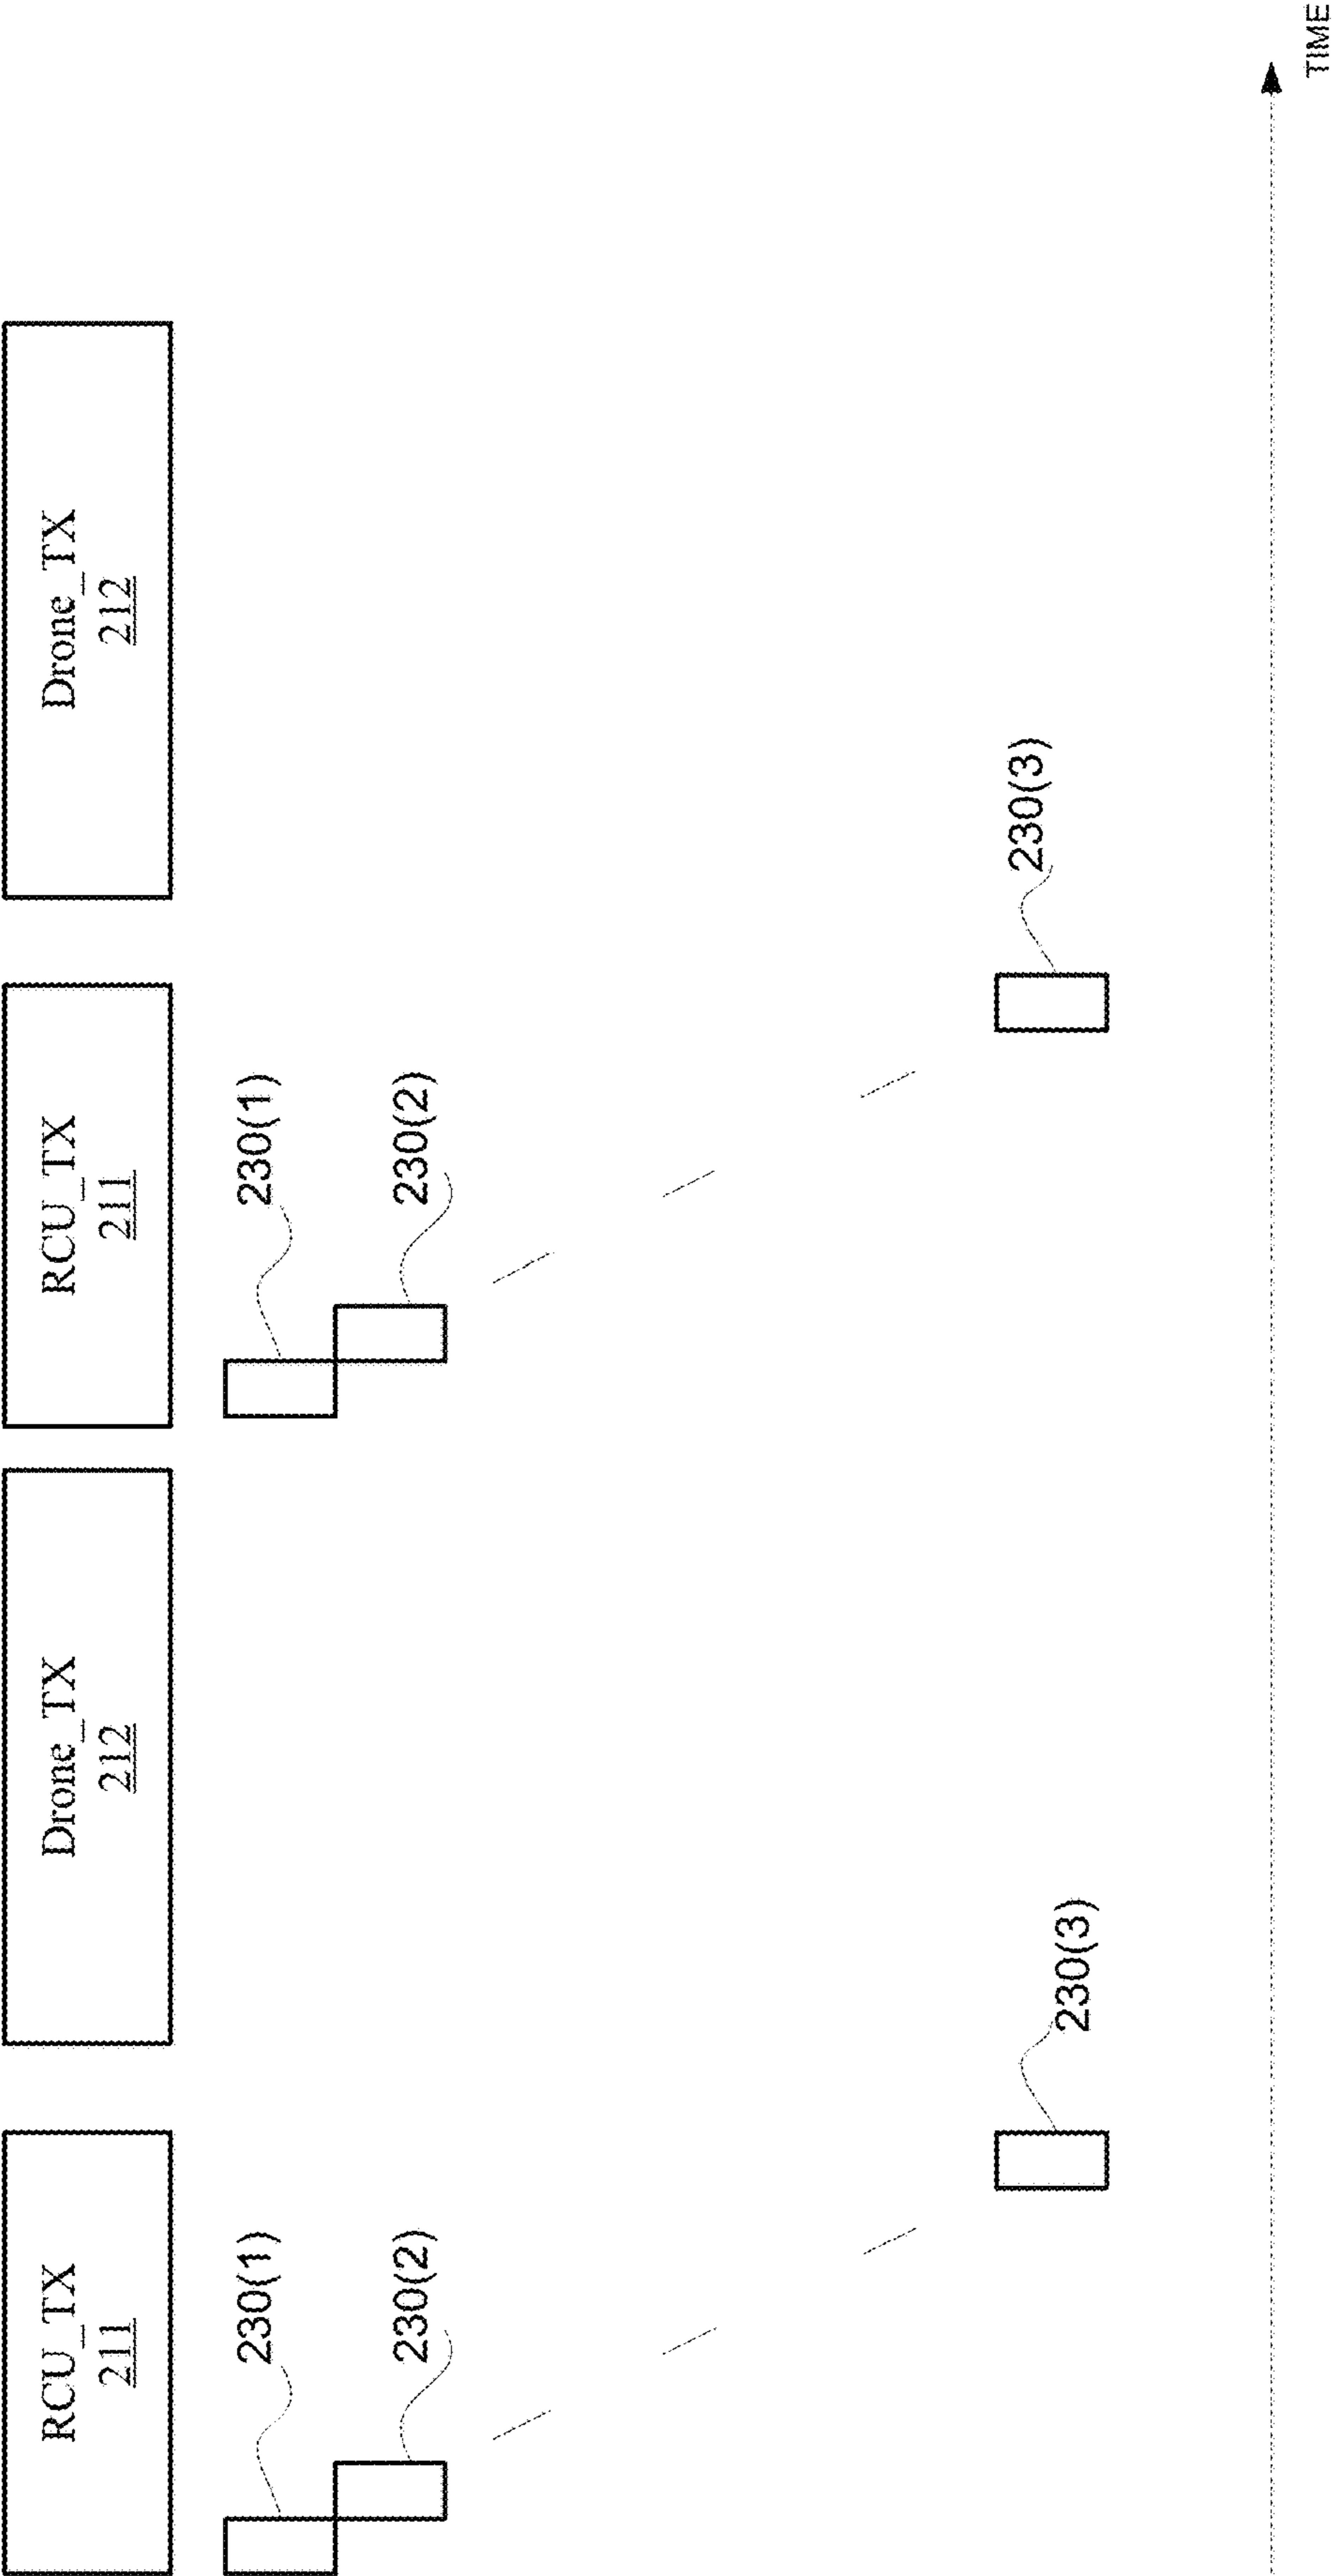 RCU_TX
211
Drone_TX
212
RCU_TX
211
Drone_TX
212
230(1)
230(1)
230(2)
230(2)
230(3)
230(3)
TIME